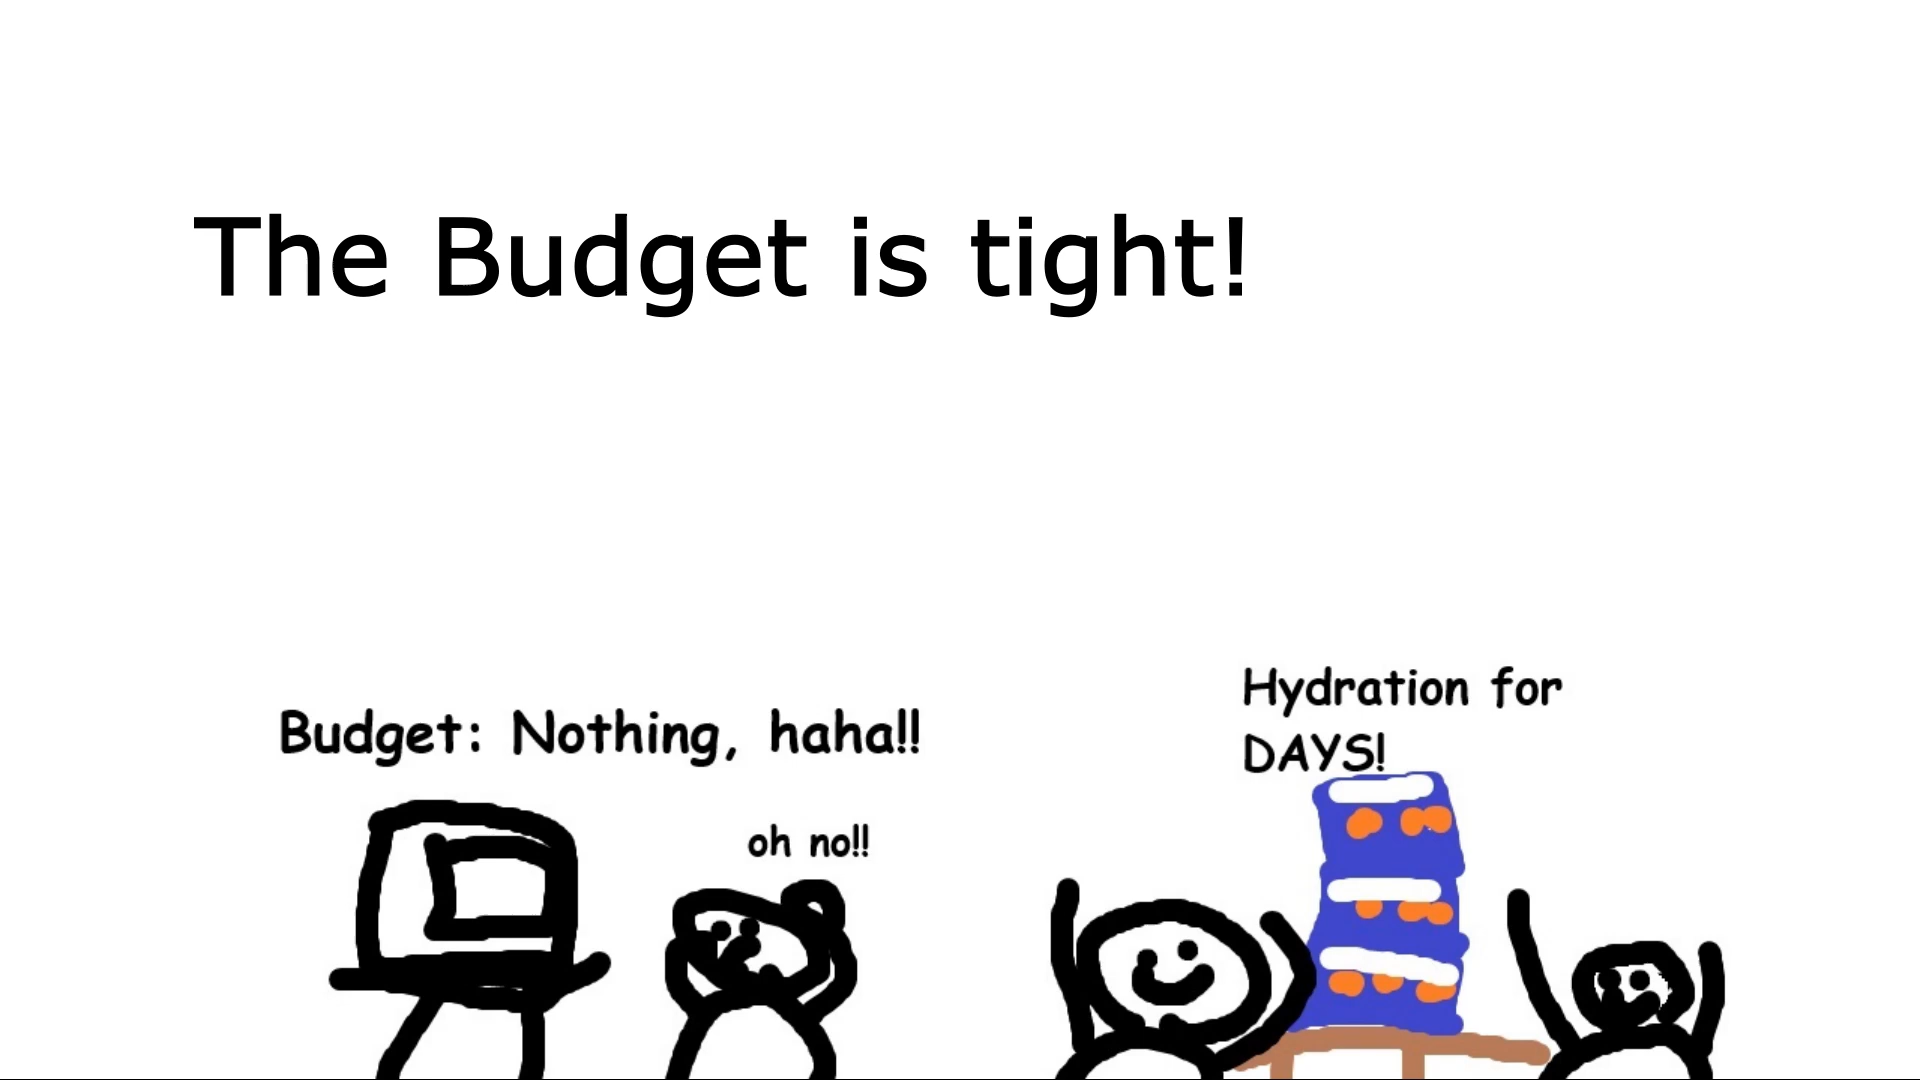 The Budget is tight!
Budget: Nothing, haha!!
oh no!!
Hydration for
DAYS!